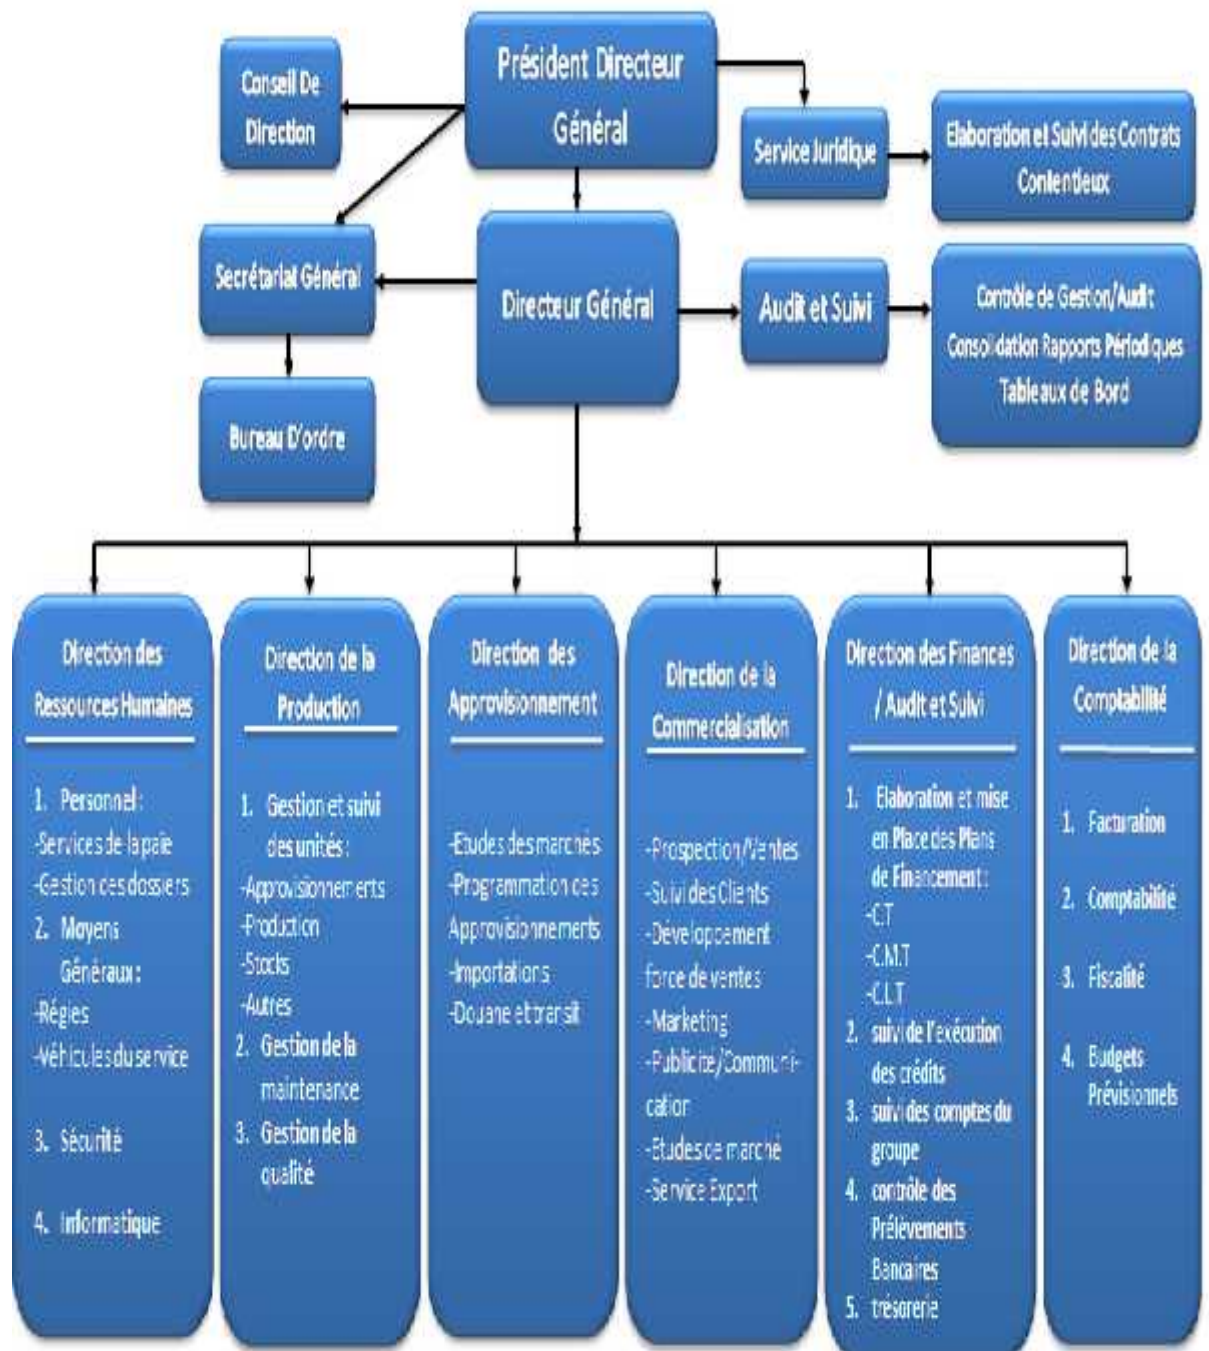 Président Directeur
Général
Conseil De
Direction
Service Juridique
Elaboration et Suivi des Contrats
Contentieux
Secrétariat Général
Directeur Général
Audit et Suivi
Contrôle de Gestion/Audit
Consolidation Rapports Périodiques
Tableaux de Bord
Bureau D'ordre
Direction des
Ressources Humaines
1. Personnel :
-Services de la paie
-Gestion des dossiers
2. Moyens
Généraux :
-Régies
-Véhicules du service
3. Sécurité
4. Informatique
Direction de la
Production
1. Gestion et suivi
des unités :
-Approvisionnements
-Production
-Stocks
-Autres
2. Gestion de la
maintenance
3. Gestion de la
qualité
Direction des
Approvisionnement
-Etudes des marchés
-Programmation des
Approvisionnements
-Importations
-Douane et transit
Direction de la
Commercialisation
-Prospection/Ventes
-Suivi des Clients
-Développement
force de ventes
-Marketing
-Publicité/Communi-
cation
-Etudes de marché
-Service Export
Direction des Finances
/ Audit et Suivi
1. Elaboration et mise
en Place des Plans
de Financement :
-C.T
-C.M.T
-C.L.T
2. suivi de l'exécution
des crédits
3. suivi des comptes du
groupe
4. contrôle des
Prélèvements
Bancaires
5. trésorerie
Direction de la
Comptabilité
1. Facturation
2. Comptabilité
3. Fiscalité
4. Budgets
Prévisionnels